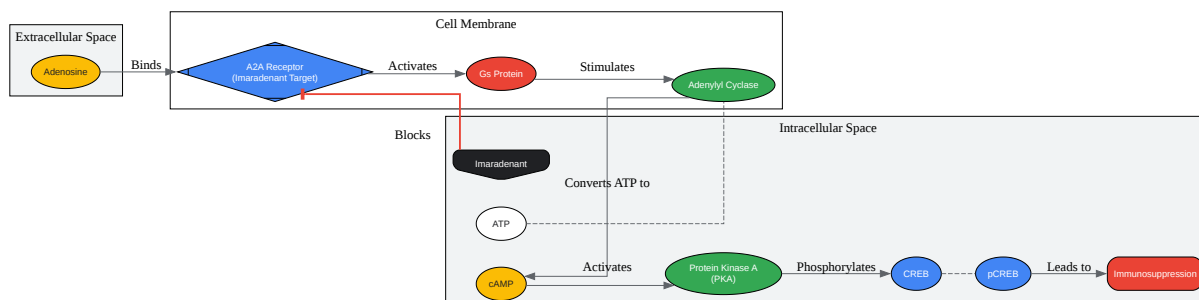 Cell Membrane
Extracellular Space
Adenosine
Binds
A2A Receptor
(Imaradenant Target)
Activates
Gs Protein
Stimulates
Adenylyl Cyclase
Intracellular Space
Blocks
Imaradenant
Converts ATP to
ATP
cAMP
Activates
Protein Kinase A
(PKA)
Phosphorylates
CREB
pCREB
Leads to
Immunosuppression